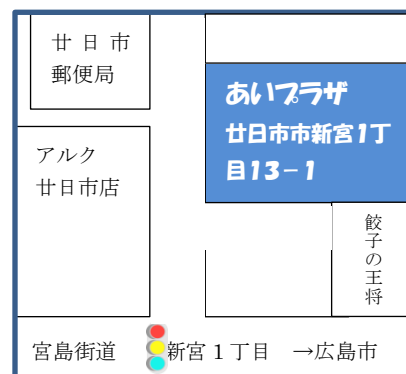 廿日市
郵便局
あいプラザ
廿日市市新宮1丁
目13-1
アルク
廿日市店
餃子の王将
宮島街道
新宮1丁目
→広島市